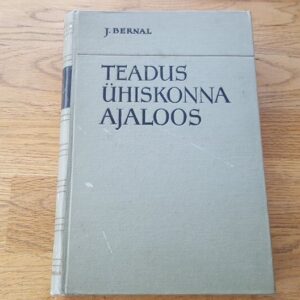 J. BERNAL
TEADUS
ÜHISKONNA
AJALOOS